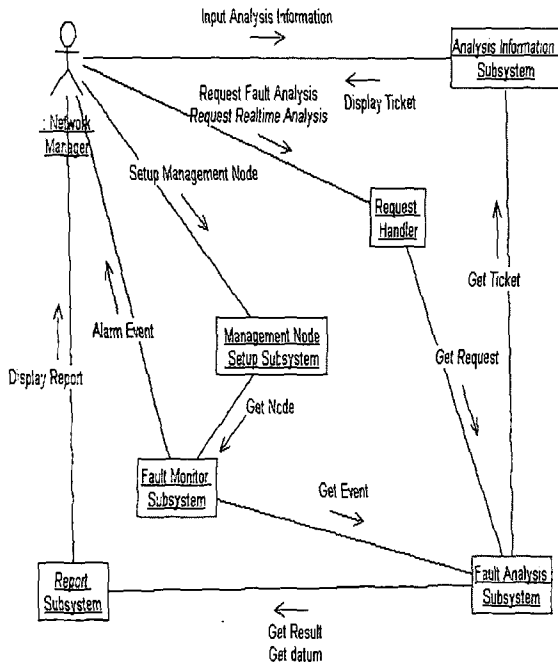 Input Analysis Information
Analysis Information
Subsystem
Display Ticket
Request Fault Analysis
Request Realtime Analysis
: Network
Manager
Setup Management Node
Request
Handler
Get Ticket
Alarm Event
Management Node
Setup Subsystem
Get Request
Display Report
Get Node
Fault Monitor
Subsystem
Get Event
Report
Subsystem
Fault Analysis
Subsystem
Get Result
Get datum